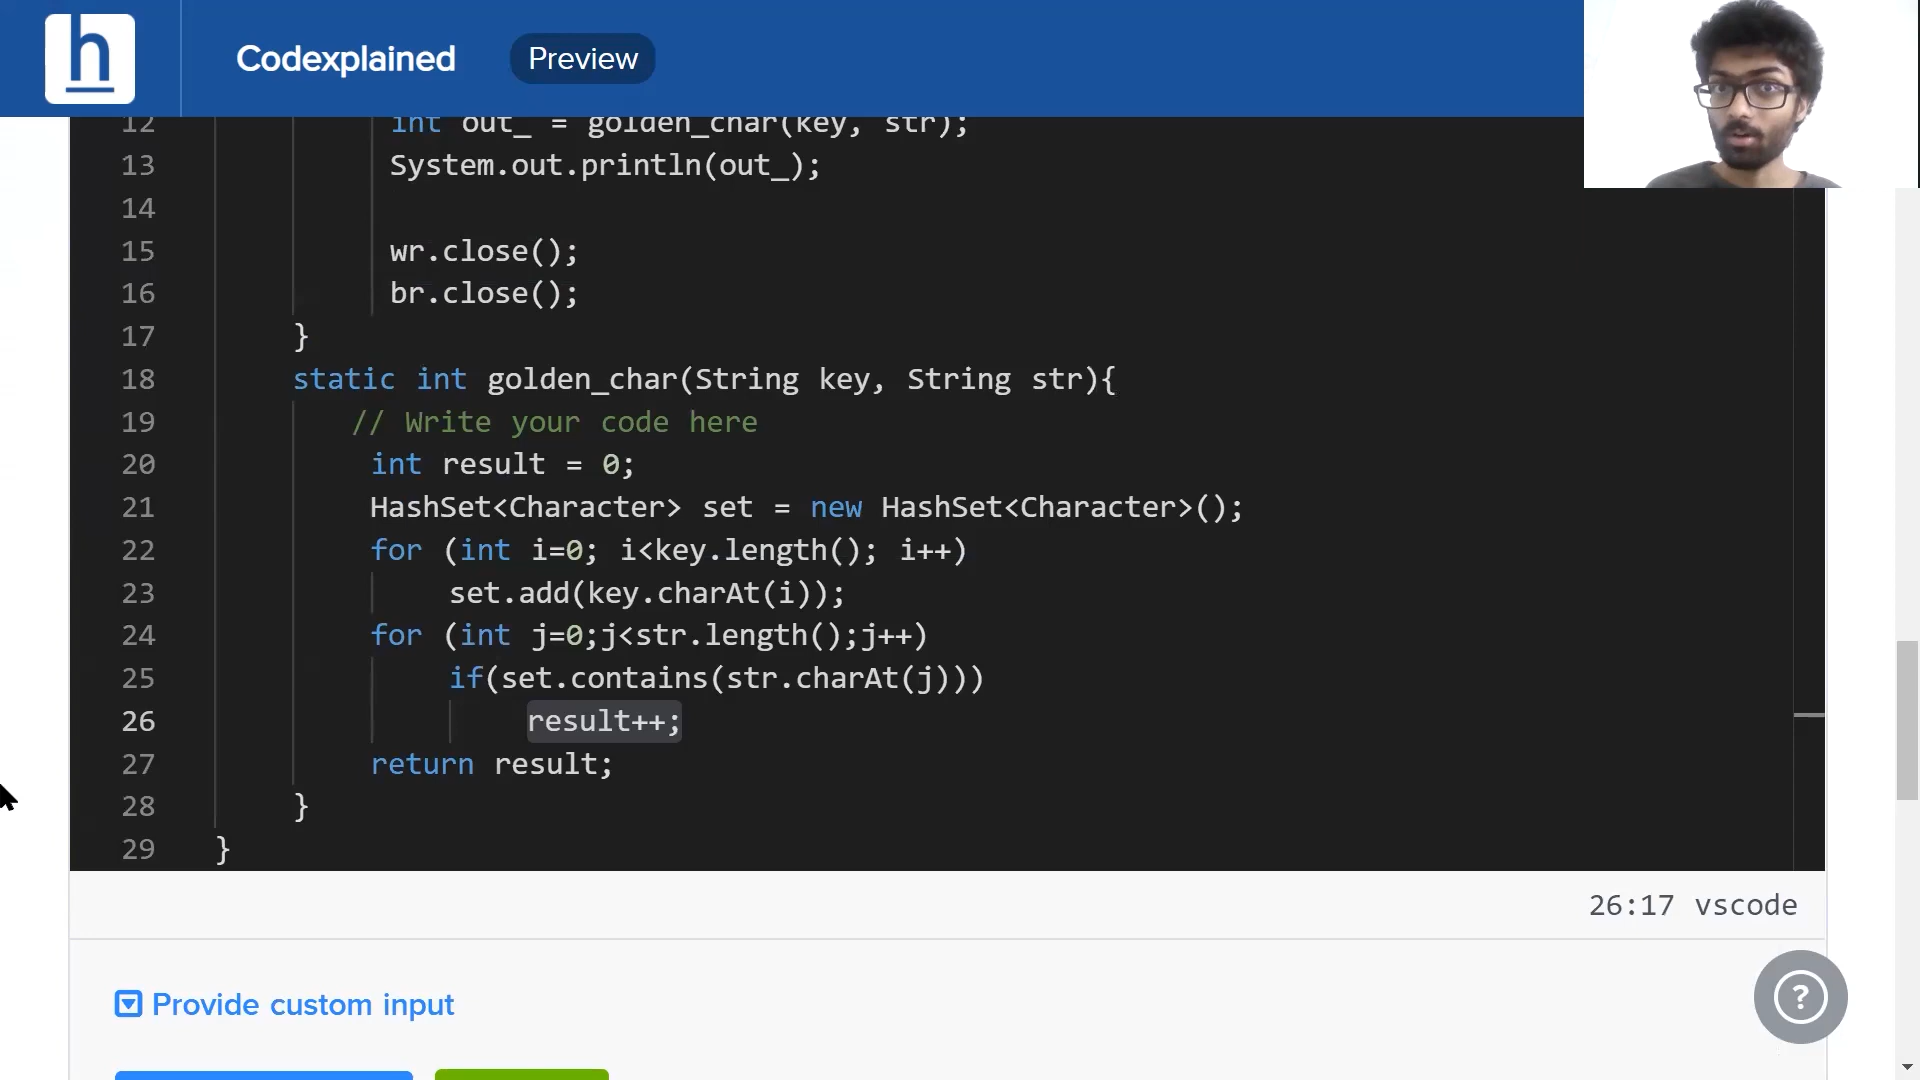 h
Codexplained
Preview
12 int out_ = golden_char(key, str);
13 System.out.println(out_);
14
15 wr.close();
16 br.close();
17 }
18 static int golden_char(String key, String str){
19 // Write your code here
20 int result = 0;
21 HashSet<Character> set = new HashSet<Character>();
22 for (int i=0; i<key.length(); i++)
23 set.add(key.charAt(i));
24 for (int j=0;j<str.length();j++)
25 if(set.contains(str.charAt(j)))
26 result++;
27 return result;
28 }
29 }
26:17 vscode
Provide custom input
?